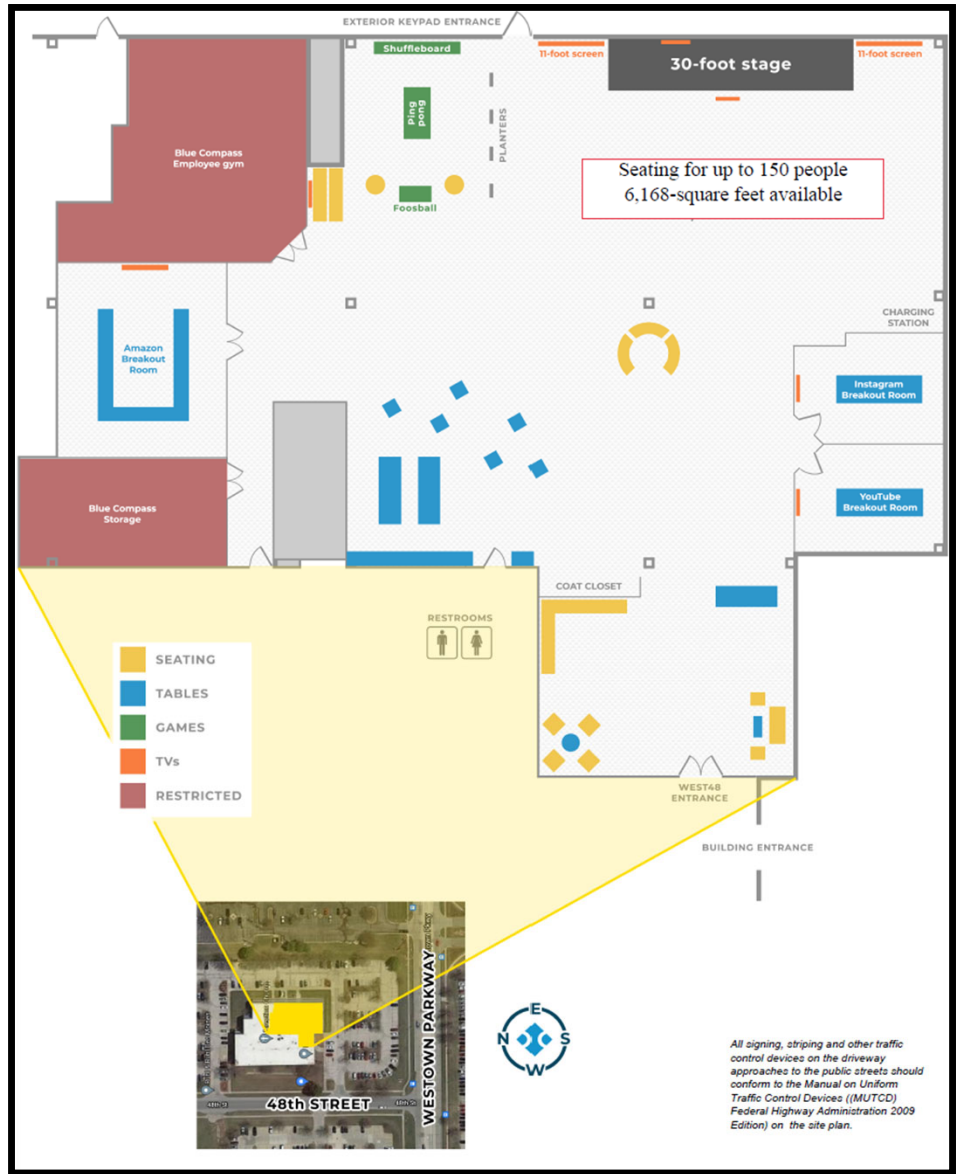 EXTERIOR KEYPAD ENTRANCE
Shuffleboard
11-foot screen
30-foot stage
11-foot screen
Ping
pong
PLANTERS
Blue Compass
Employee gym
Seating for up to 150 people
6,168-square feet available
Foosball
CHARGING
STATION
Amazon
Breakout
Room
Instagram
Breakout Room
YouTube
Breakout Room
Blue Compass
Storage
COAT CLOSET
RESTROOMS
SEATING
TABLES
GAMES
TVs
RESTRICTED
WEST48
ENTRANCE
BUILDING ENTRANCE
WESTOWN PARKWAY
48th STREET
48th St
48th St
E
N
S
W
All signing, striping and other traffic
control devices on the driveway
approaches to the public streets should
conform to the Manual on Uniform
Traffic Control Devices ((MUTCD)
Federal Highway Administration 2009
Edition) on the site plan.